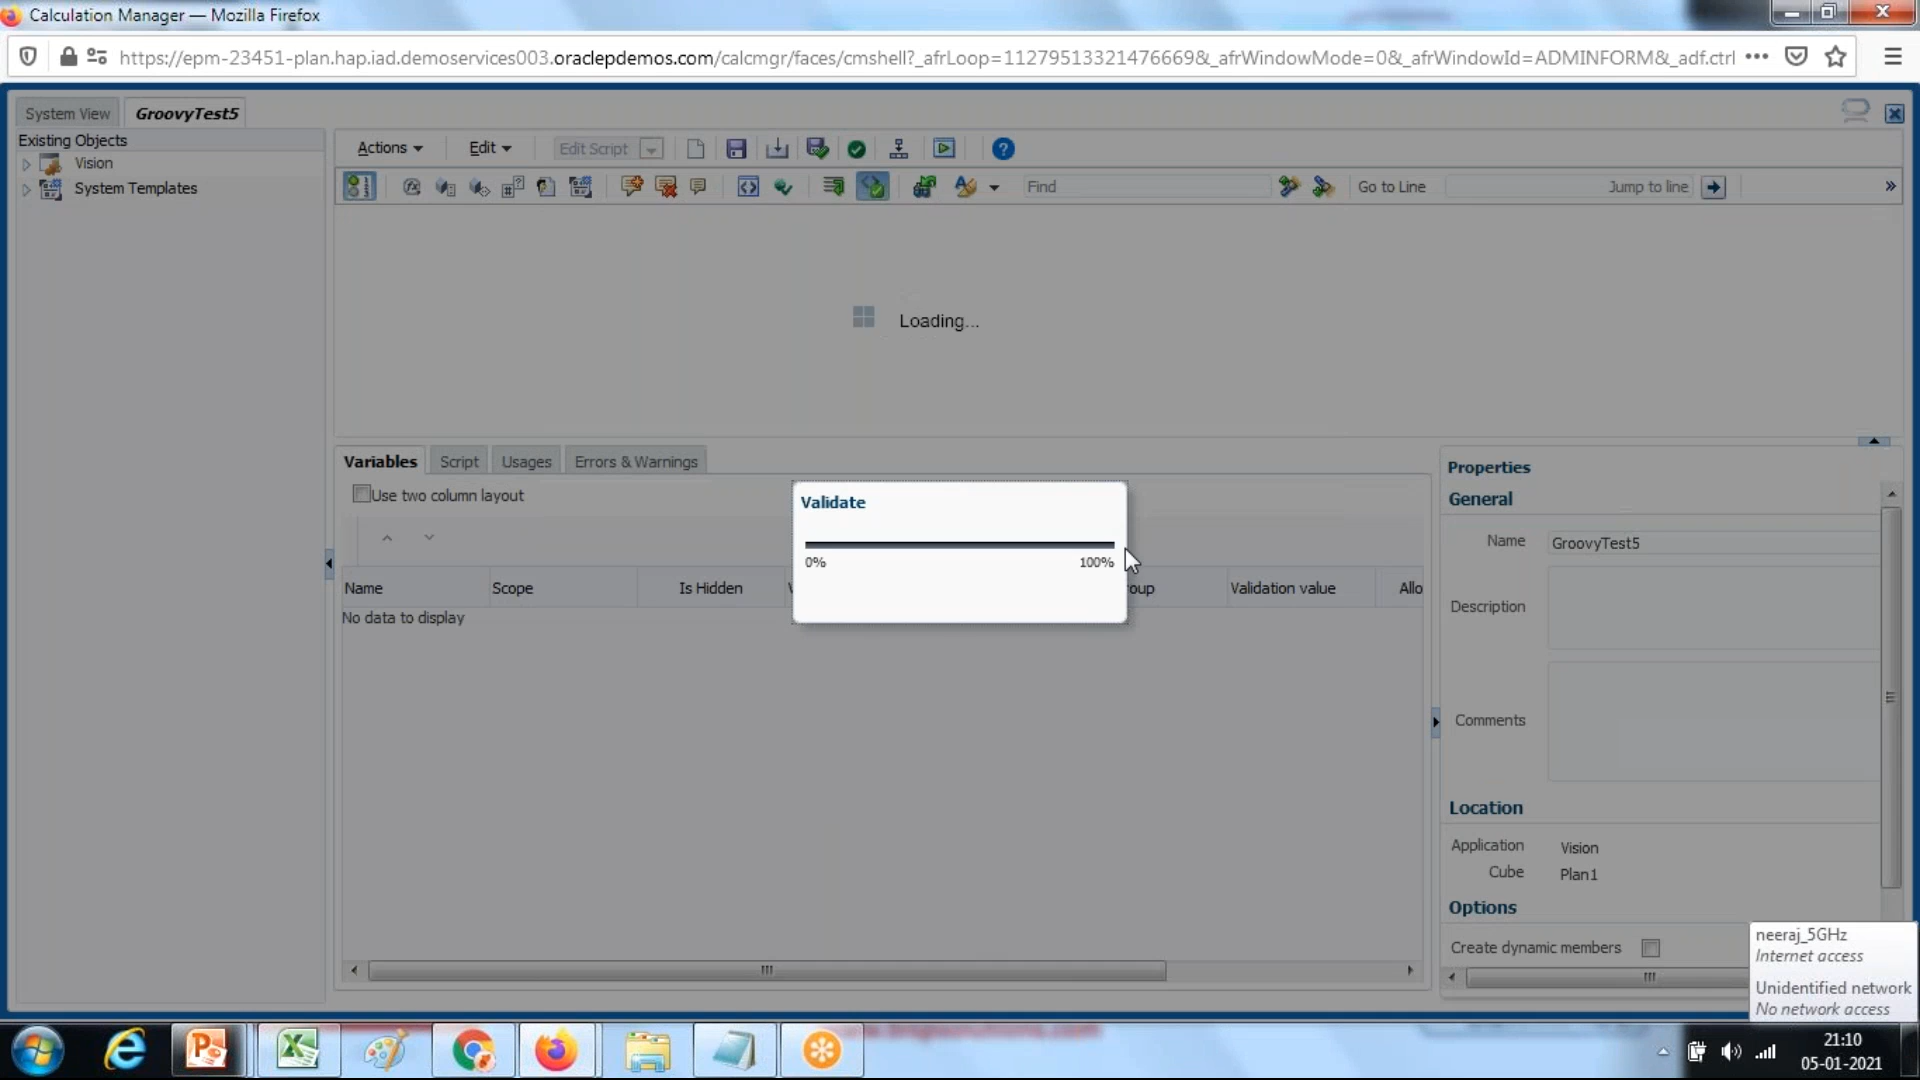 Calculation Manager — Mozilla Firefox
https://epm-23451-plan.hap.iad.demoservices003.oraclepdemos.com/calcmgr/faces/cmshell?_afrLoop=11279513321476669&_afrWindowMode=0&_afrWindowId=ADMINFORM&_adf.ctrl
System View
GroovyTest5
Existing Objects
Vision
System Templates
Actions
Edit
Edit Script
Find
Go to Line
Jump to line
»
Loading...
Variables
Script
Usages
Errors & Warnings
Use two column layout
Name
Scope
Is Hidden
oup
Validation value
Allo
No data to display
Validate
0%
100%
Properties
General
Name
GroovyTest5
Description
Comments
Location
Application
Vision
Cube
Plan1
Options
Create dynamic members
neeraj_5GHz
Internet access
Unidentified network
No network access
21:10
05-01-2021